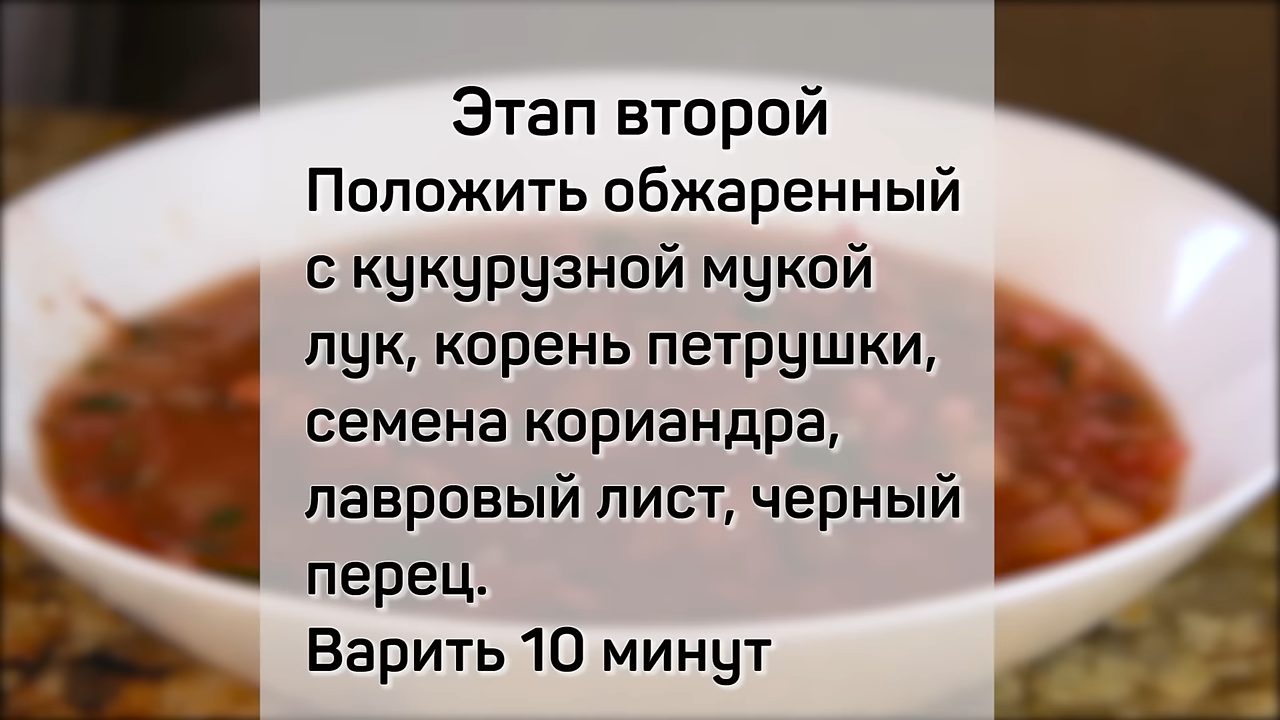 Этап второй
Положить обжаренный
с кукурузной мукой
лук, корень петрушки,
семена кориандра,
лавровый лист, черный
перец.
Варить 10 минут